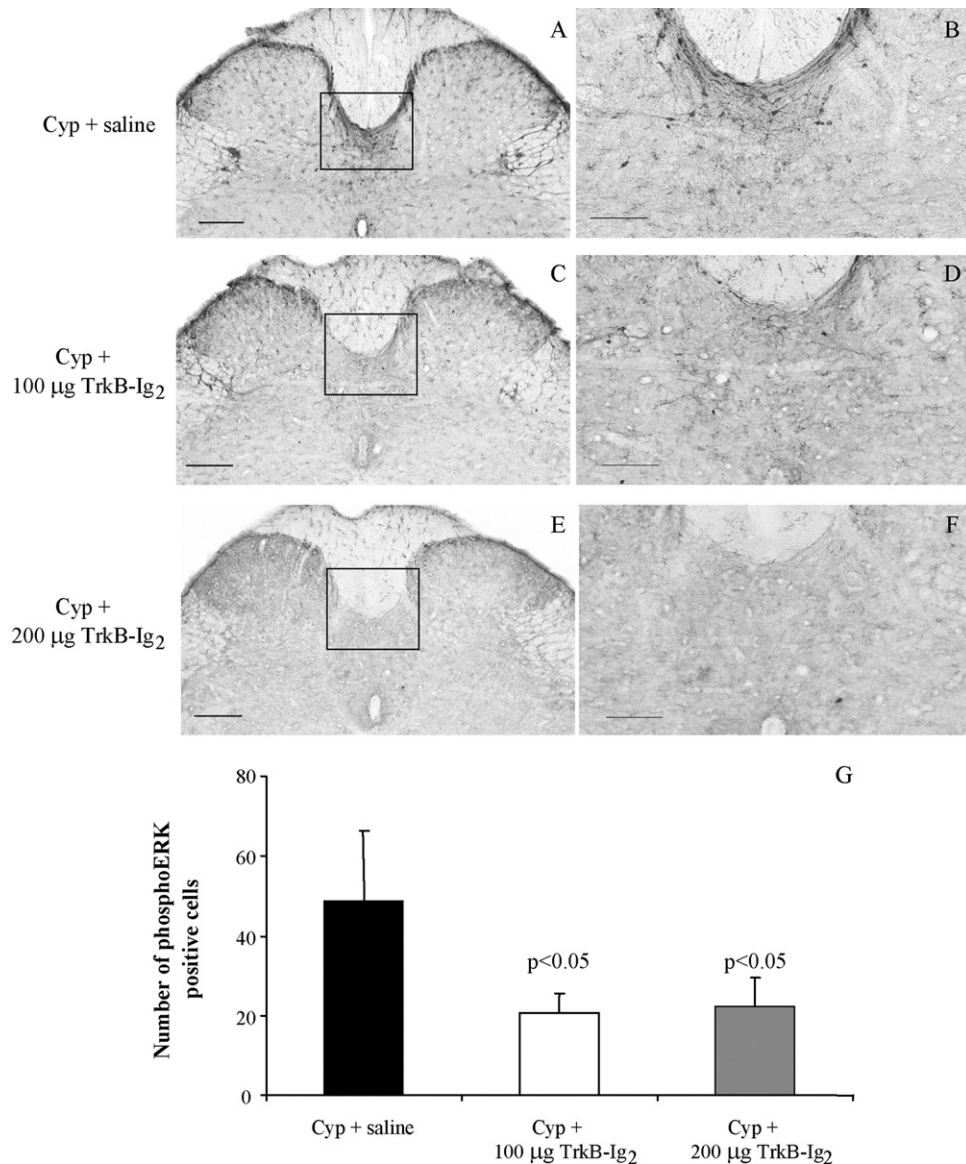 A
B
Cyp + saline
C
D
Cyp +
100 µg TrkB-Ig2
E
F
Cyp +
200 µg TrkB-Ig2
G
Number of phosphoERK
positive cells
80
60
40
20
0
p<0.05
p<0.05
Cyp + saline
Cyp +
100 µg TrkB-Ig2
Cyp +
200 µg TrkB-Ig2